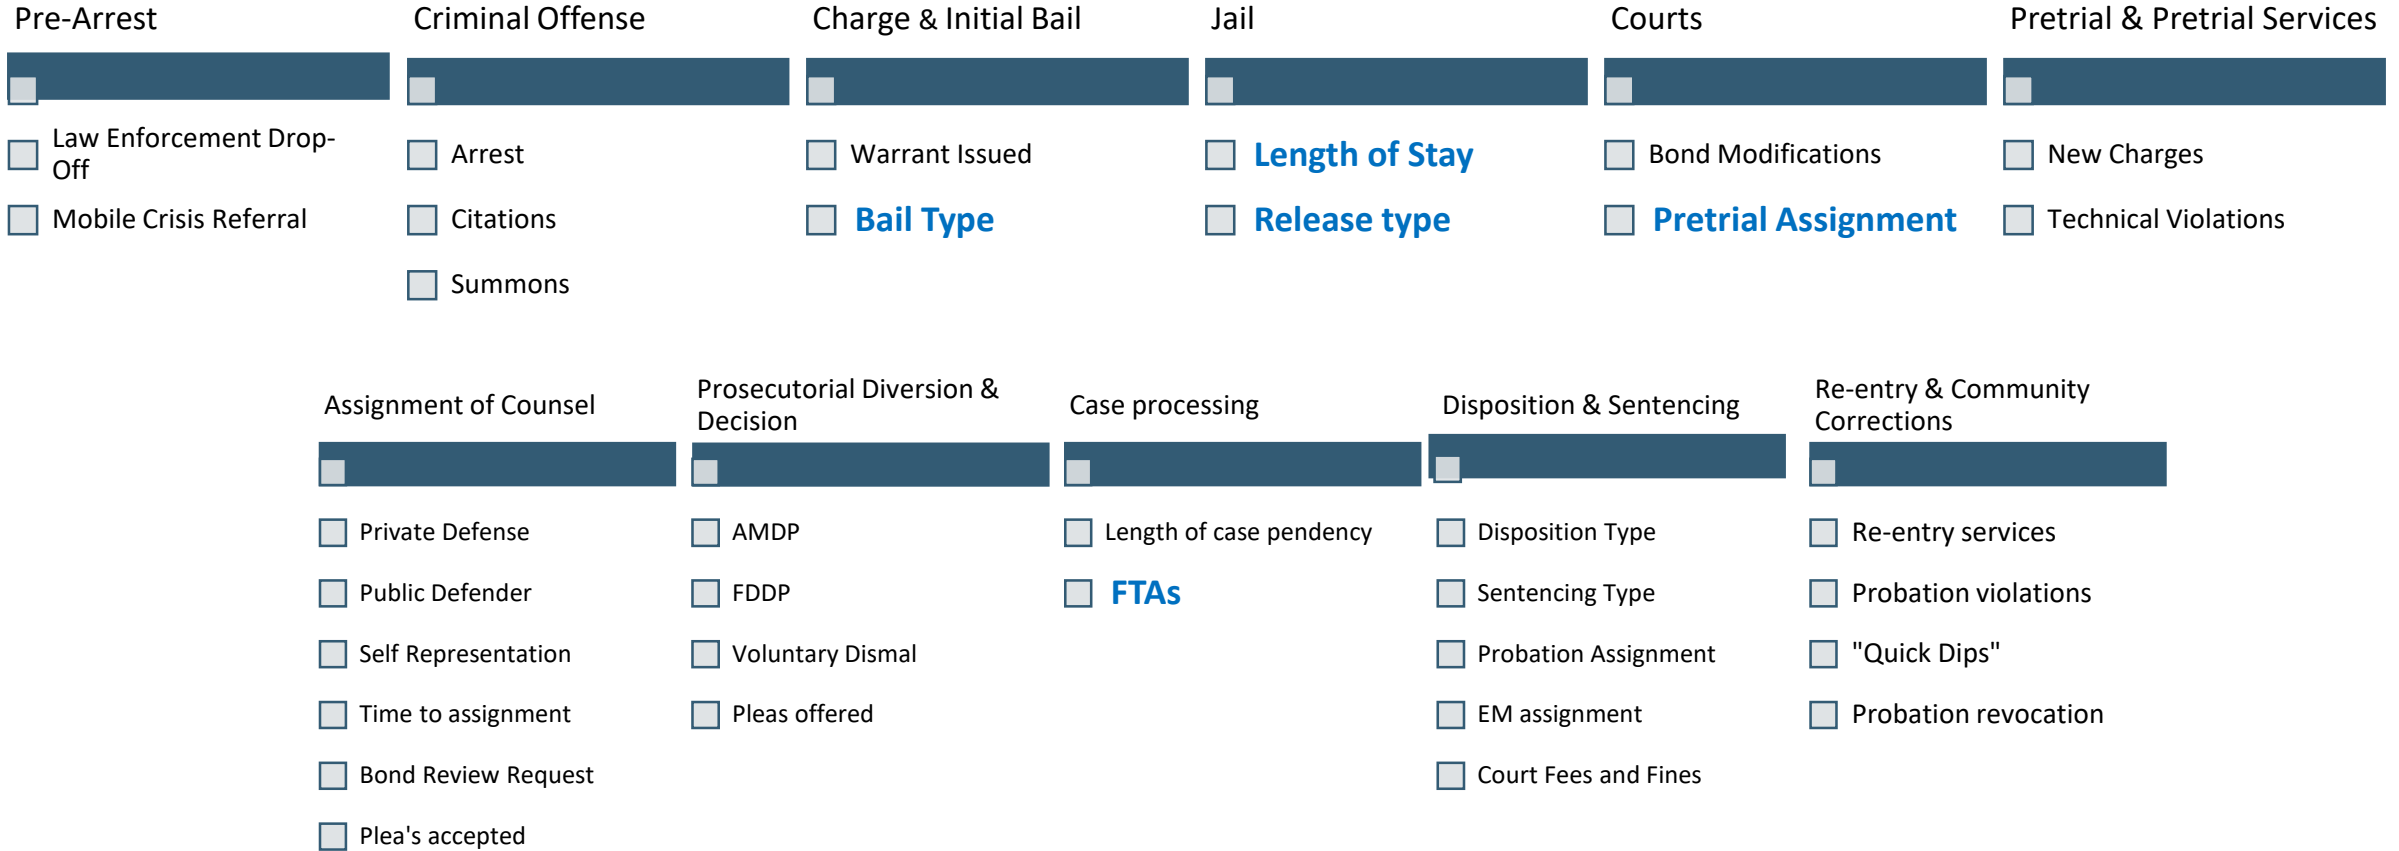 Pre-Arrest
Law Enforcement Drop-
Off
Mobile Crisis Referral
Criminal Offense
Arrest
Citations
Summons
Charge & Initial Bail
Warrant Issued
Bail Type
Jail
Length of Stay
Release type
Courts
Bond Modifications
Pretrial Assignment
Pretrial & Pretrial Services
New Charges
Technical Violations
Assignment of Counsel
Private Defense
Public Defender
Self Representation
Time to assignment
Bond Review Request
Plea's accepted
Prosecutorial Diversion &
Decision
AMDP
FDDP
Voluntary Dismal
Pleas offered
Case processing
Length of case pendency
FTAs
Disposition & Sentencing
Disposition Type
Sentencing Type
Probation Assignment
EM assignment
Court Fees and Fines
Re-entry & Community
Corrections
Re-entry services
Probation violations
"Quick Dips"
Probation revocation